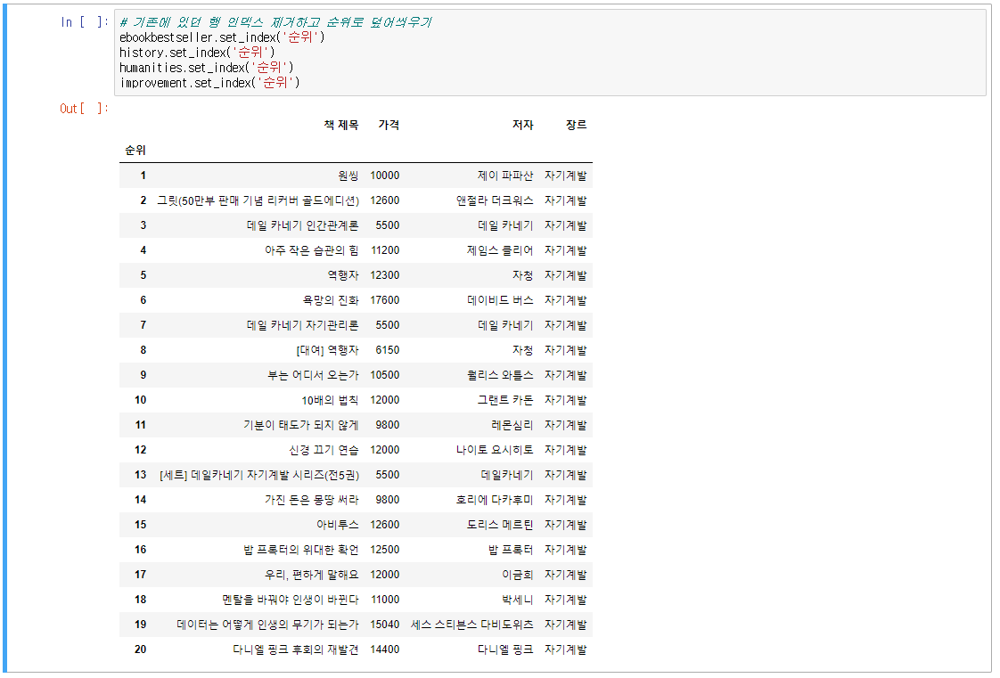 In [ ]: # 기존에 있던 행 인덱스 제거하고 순위로 덮어씌우기
ebookbestseller.set_index('순위')
history.set_index('순위')
humanities.set_index('순위')
improvement.set_index('순위')
Out[ ]:
책 제목 가격 저자 장르
순위
1 원씽 10000 제이 파파산 자기계발
2 그릿(50만부 판매 기념 리커버 골드에디션) 12600 앤절라 더크워스 자기계발
3 데일 카네기 인간관계론 5500 데일 카네기 자기계발
4 아주 작은 습관의 힘 11200 제임스 클리어 자기계발
5 역행자 12300 자청 자기계발
6 욕망의 진화 17600 데이비드 버스 자기계발
7 데일 카네기 자기관리론 5500 데일 카네기 자기계발
8 [대여] 역행자 6150 자청 자기계발
9 부는 어디서 오는가 10500 월리스 와틀스 자기계발
10 10배의 법칙 12000 그랜트 카돈 자기계발
11 기분이 태도가 되지 않게 9800 레몬심리 자기계발
12 신경 끄기 연습 12000 나이토 요시히토 자기계발
13 [세트] 데일카네기 자기계발 시리즈(전5권) 5500 데일카네기 자기계발
14 가진 돈은 몽땅 써라 9800 호리에 다카후미 자기계발
15 아비투스 12600 도리스 메르틴 자기계발
16 밥 프록터의 위대한 확언 12500 밥 프록터 자기계발
17 우리, 편하게 말해요 12000 이금희 자기계발
18 멘탈을 바꿔야 인생이 바뀐다 11000 박세니 자기계발
19 데이터는 어떻게 인생의 무기가 되는가 15040 세스 스티븐스 다비도위츠 자기계발
20 다니엘 핑크 후회의 재발견 14400 다니엘 핑크 자기계발